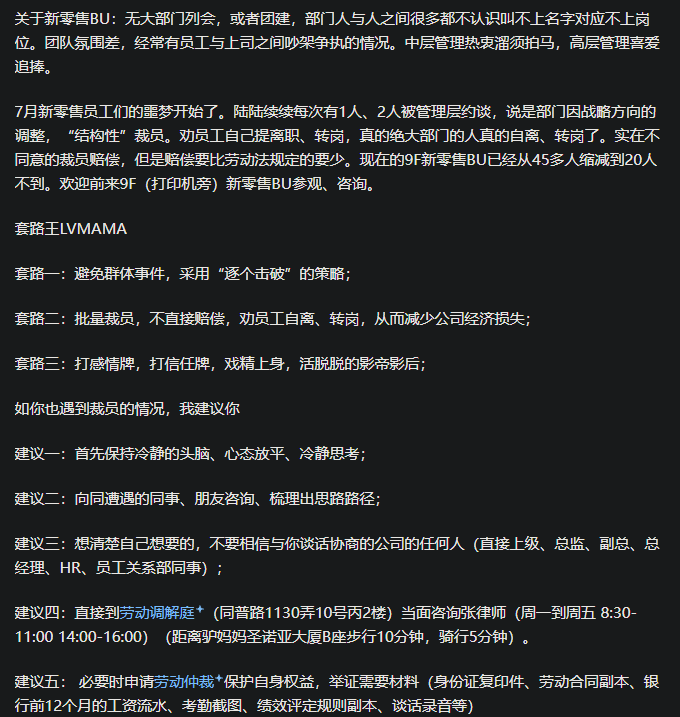 关于新零售BU：无大部门列会，或者团建，部门人与人之间很多都不认识叫不上名字对应不上岗
位。团队氛围差，经常有员工与上司之间吵架争执的情况。中层管理热衷溜须拍马，高层管理喜爱
追捧。
7月新零售员工们的噩梦开始了。陆陆续续每次有1人、2人被管理层约谈，说是部门因战略方向的
调整，“结构性”裁员。劝员工自己提离职、转岗，真的绝大部门的人真的自离、转岗了。实在不
同意的裁员赔偿，但是赔偿要比劳动法规定的要少。现在的9F新零售BU已经从45多人缩减到20人
不到。欢迎前来9F（打印机旁）新零售BU参观、咨询。
套路王LVMAMA
套路一：避免群体事件，采用“逐个击破”的策略；
套路二：批量裁员，不直接赔偿，劝员工自离、转岗，从而减少公司经济损失；
套路三：打感情牌，打信任牌，戏精上身，活脱脱的影帝影后；
如你也遇到裁员的情况，我建议你
建议一：首先保持冷静的头脑、心态放平、冷静思考；
建议二：向同遭遇的同事、朋友咨询、梳理出思路路径；
建议三：想清楚自己想要的，不要相信与你谈话协商的公司的任何人（直接上级、总监、副总、总
经理、HR、员工关系部同事）；
建议四：直接到劳动调解庭（同普路1130弄10号丙2楼）当面咨询张律师（周一到周五 8:30-
11:00 14:00-16:00）（距离驴妈妈圣诺亚大厦B座步行10分钟，骑行5分钟）。
建议五： 必要时申请劳动仲裁保护自身权益，举证需要材料（身份证复印件、劳动合同副本、银
行前12个月的工资流水、考勤截图、绩效评定规则副本、谈话录音等）